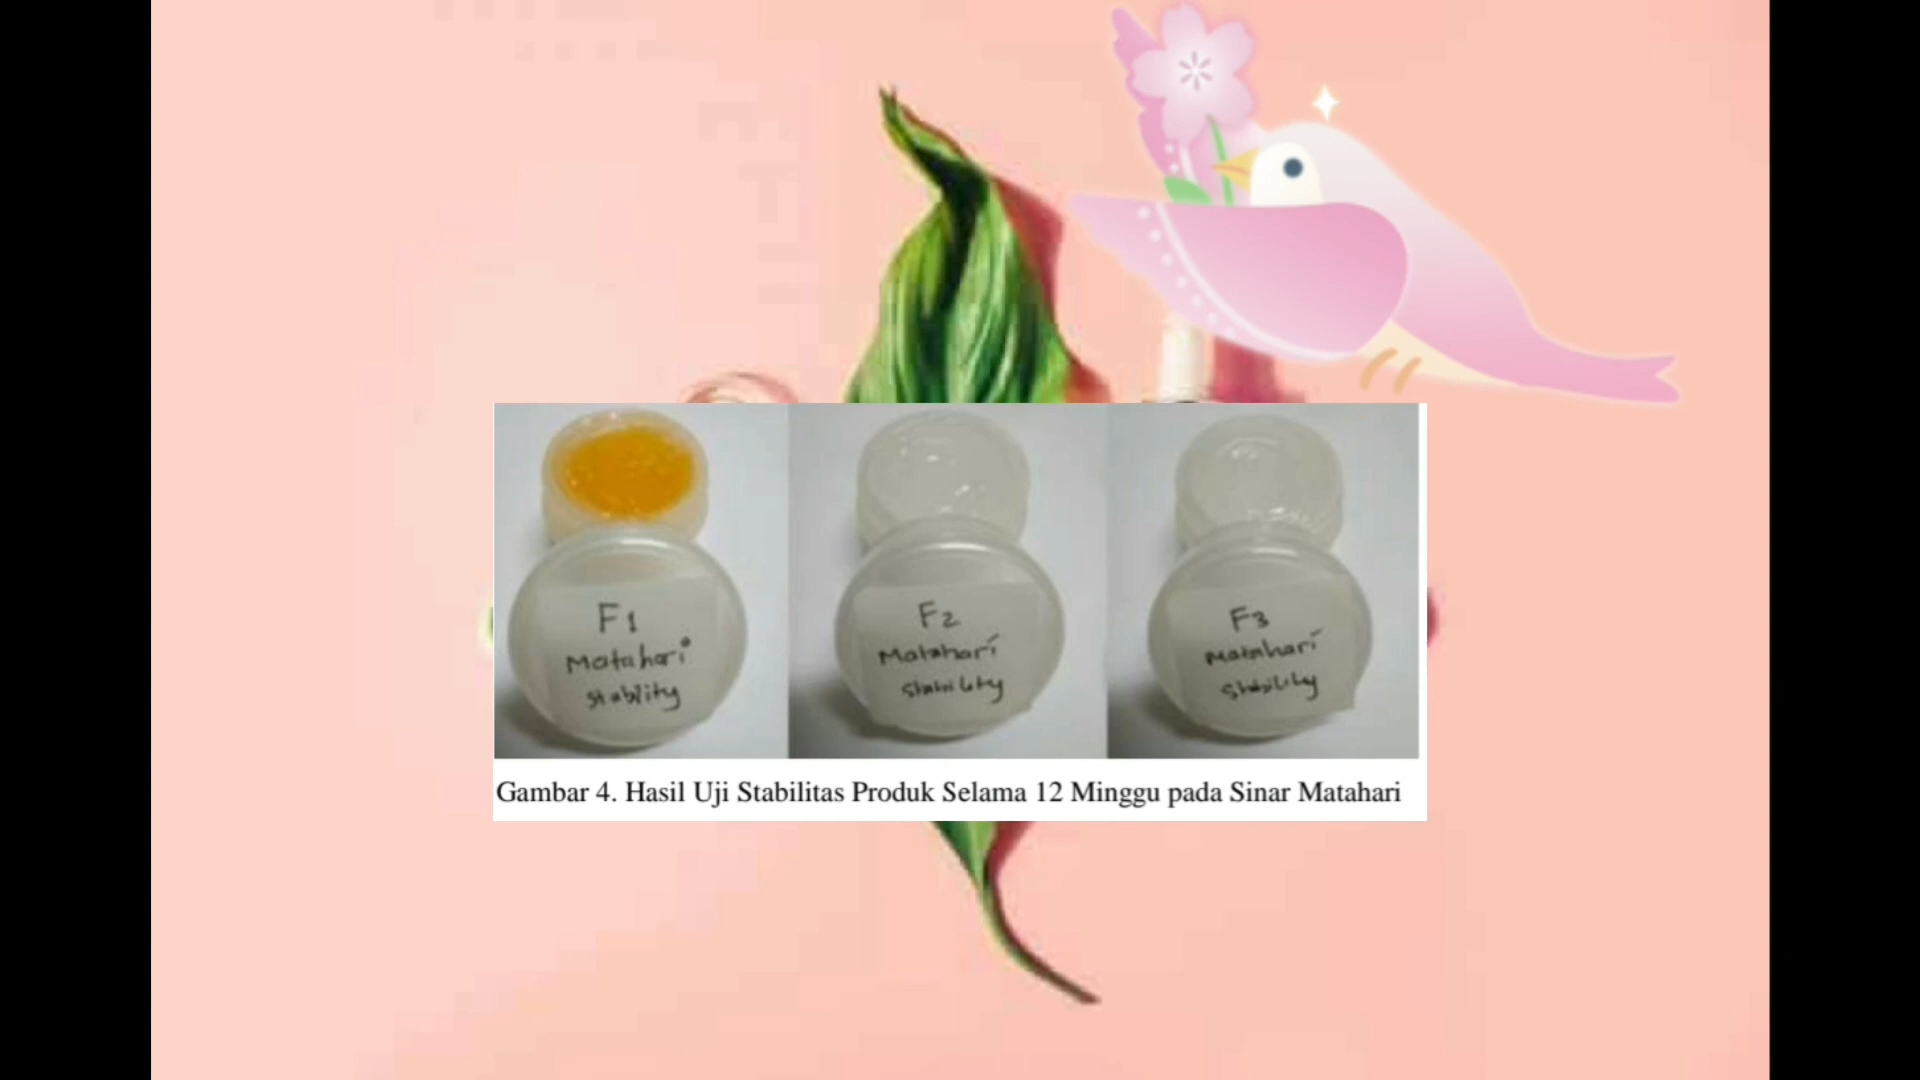 F1
Matahari
stablity
F2
Matahari
stability
F3
Matahari
stability
Gambar 4. Hasil Uji Stabilitas Produk Selama 12 Minggu pada Sinar Matahari